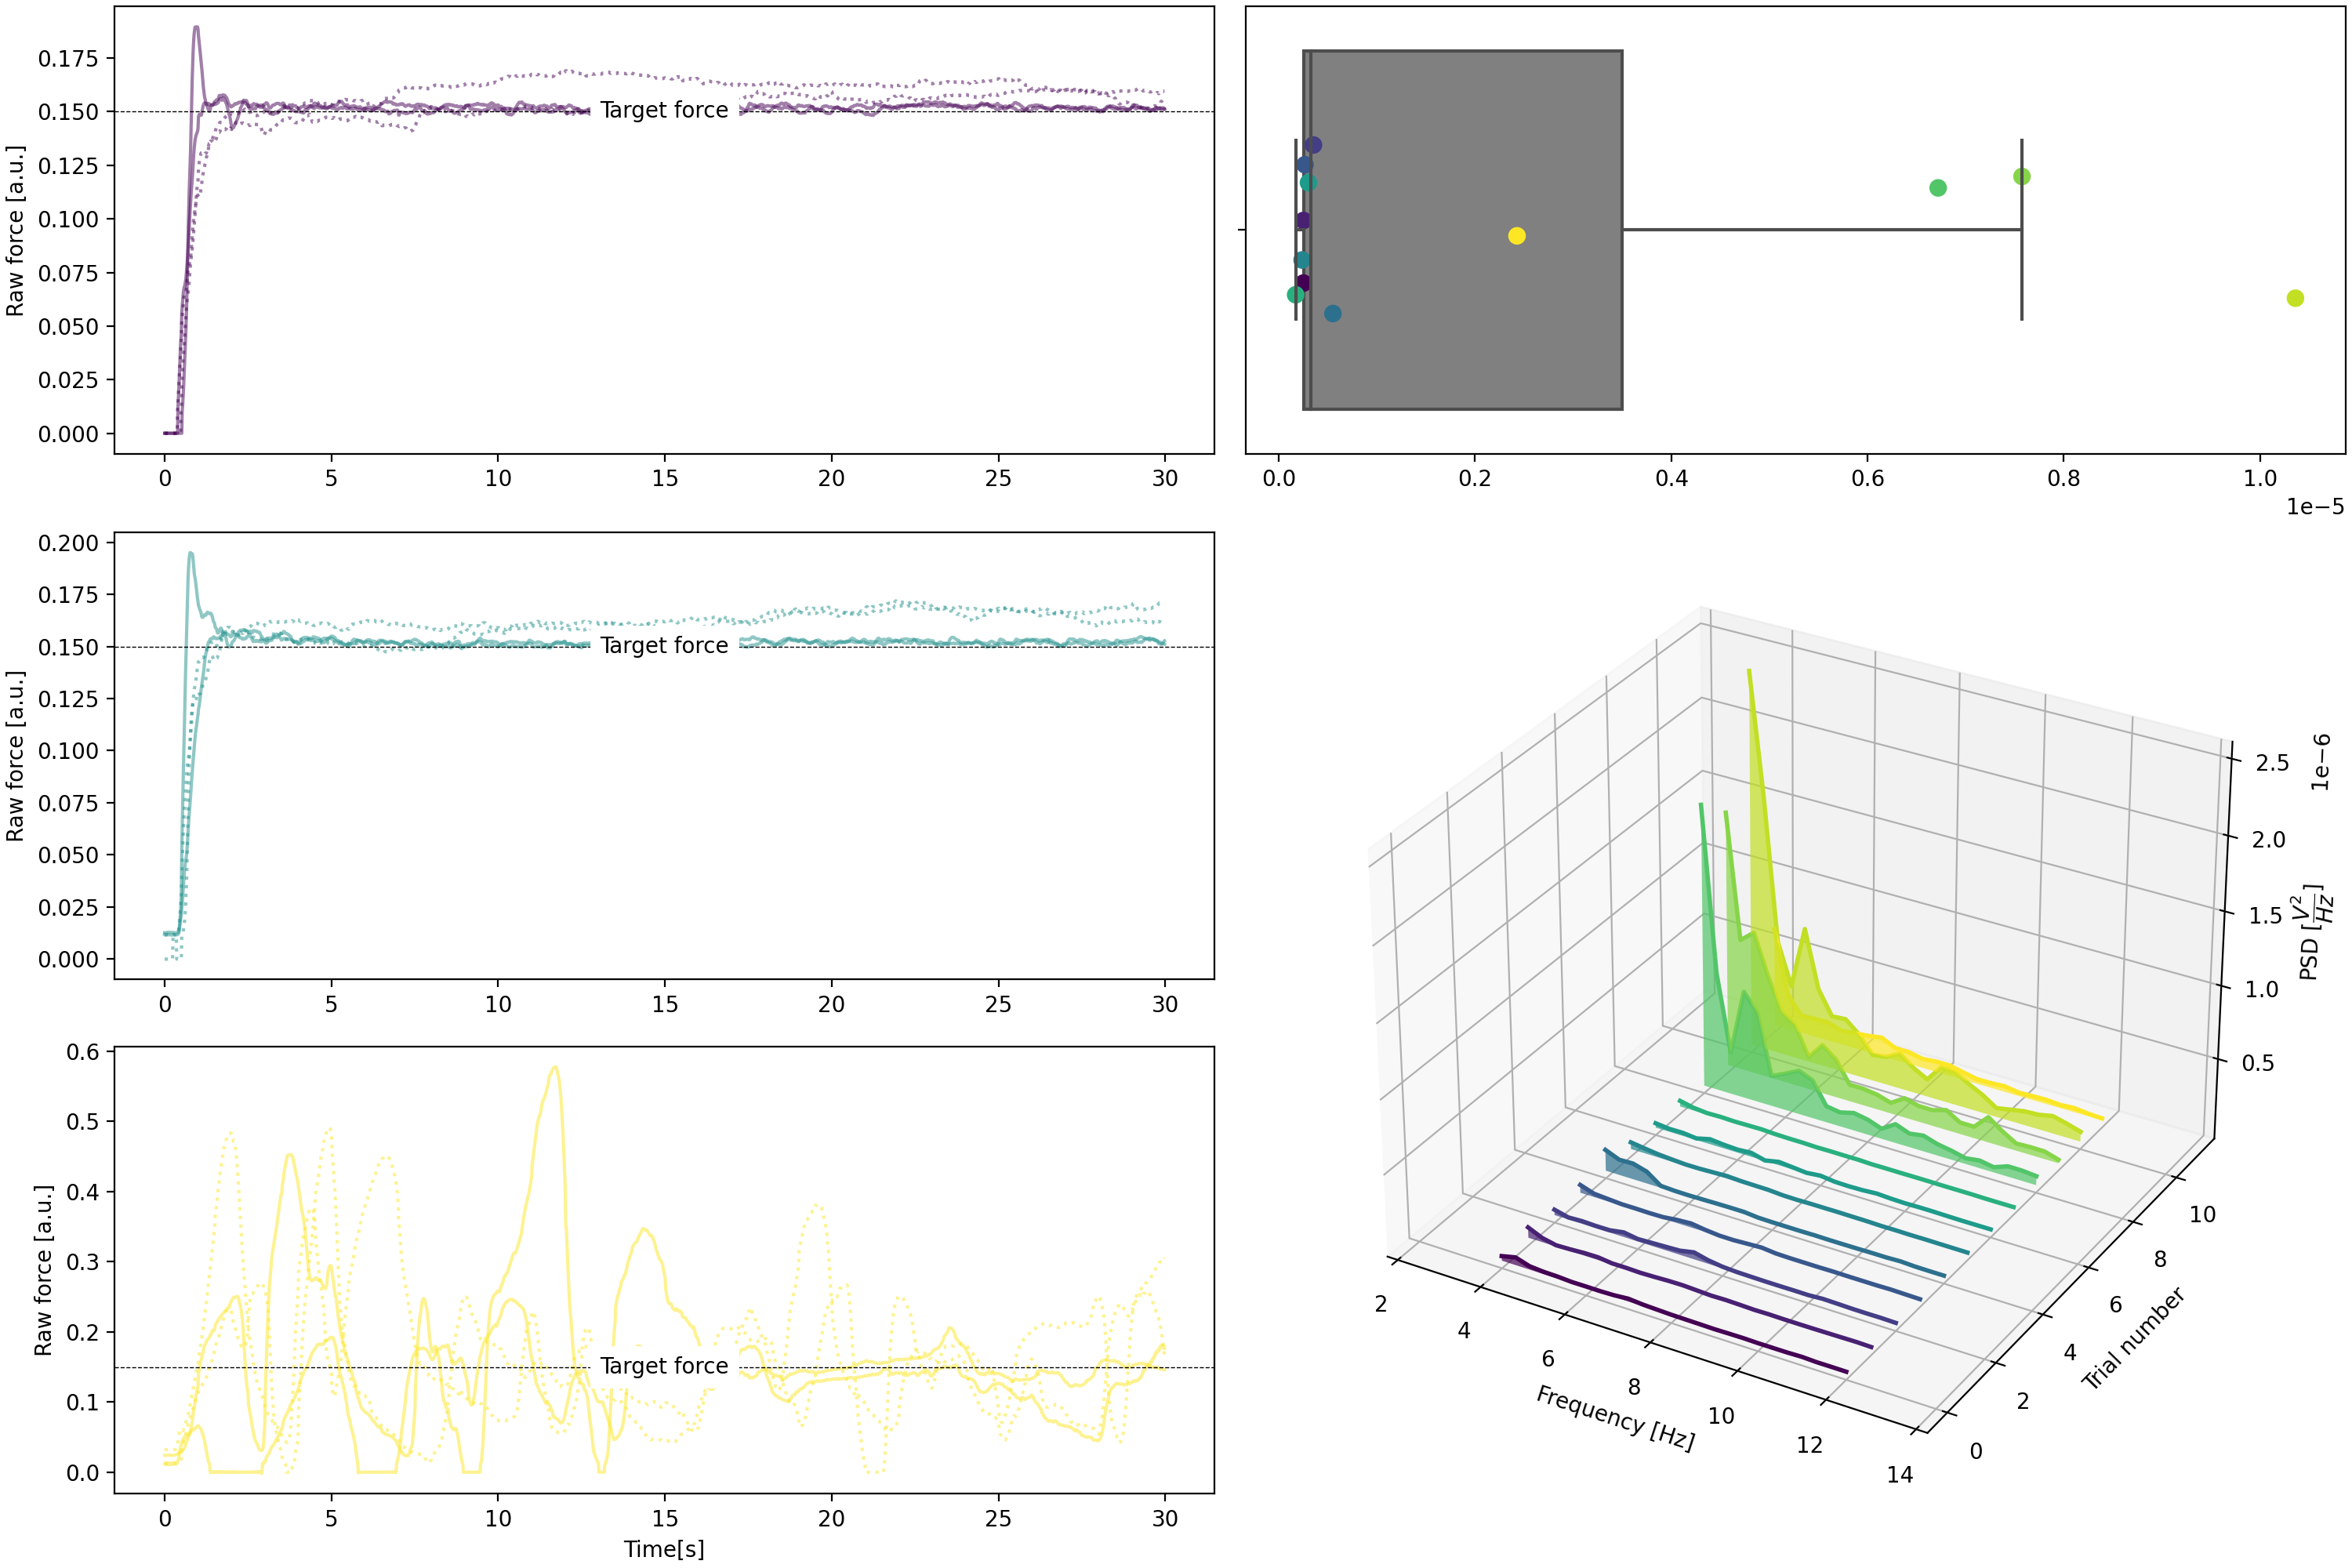 0.175
0.150
0.125
0.100
0.075
0.050
0.025
0.000
Raw force [a.u.]
Target force
0 5 10 15 20 25 30
0.0 0.2 0.4 0.6 0.8 1.0
1e−5
0.200
0.175
0.150
0.125
0.100
0.075
0.050
0.025
0.000
Raw force [a.u.]
Target force
0 5 10 15 20 25 30
0.6
0.5
0.4
0.3
0.2
0.1
0.0
Raw force [a.u.]
Target force
0 5 10 15 20 25 30
Time[s]
1e−6
2.5
2.0
1.5
1.0
0.5
PSD [V²/Hz]
2 4 6 8 10 12 14
Frequency [Hz]
0 2 4 6 8 10
Trial number